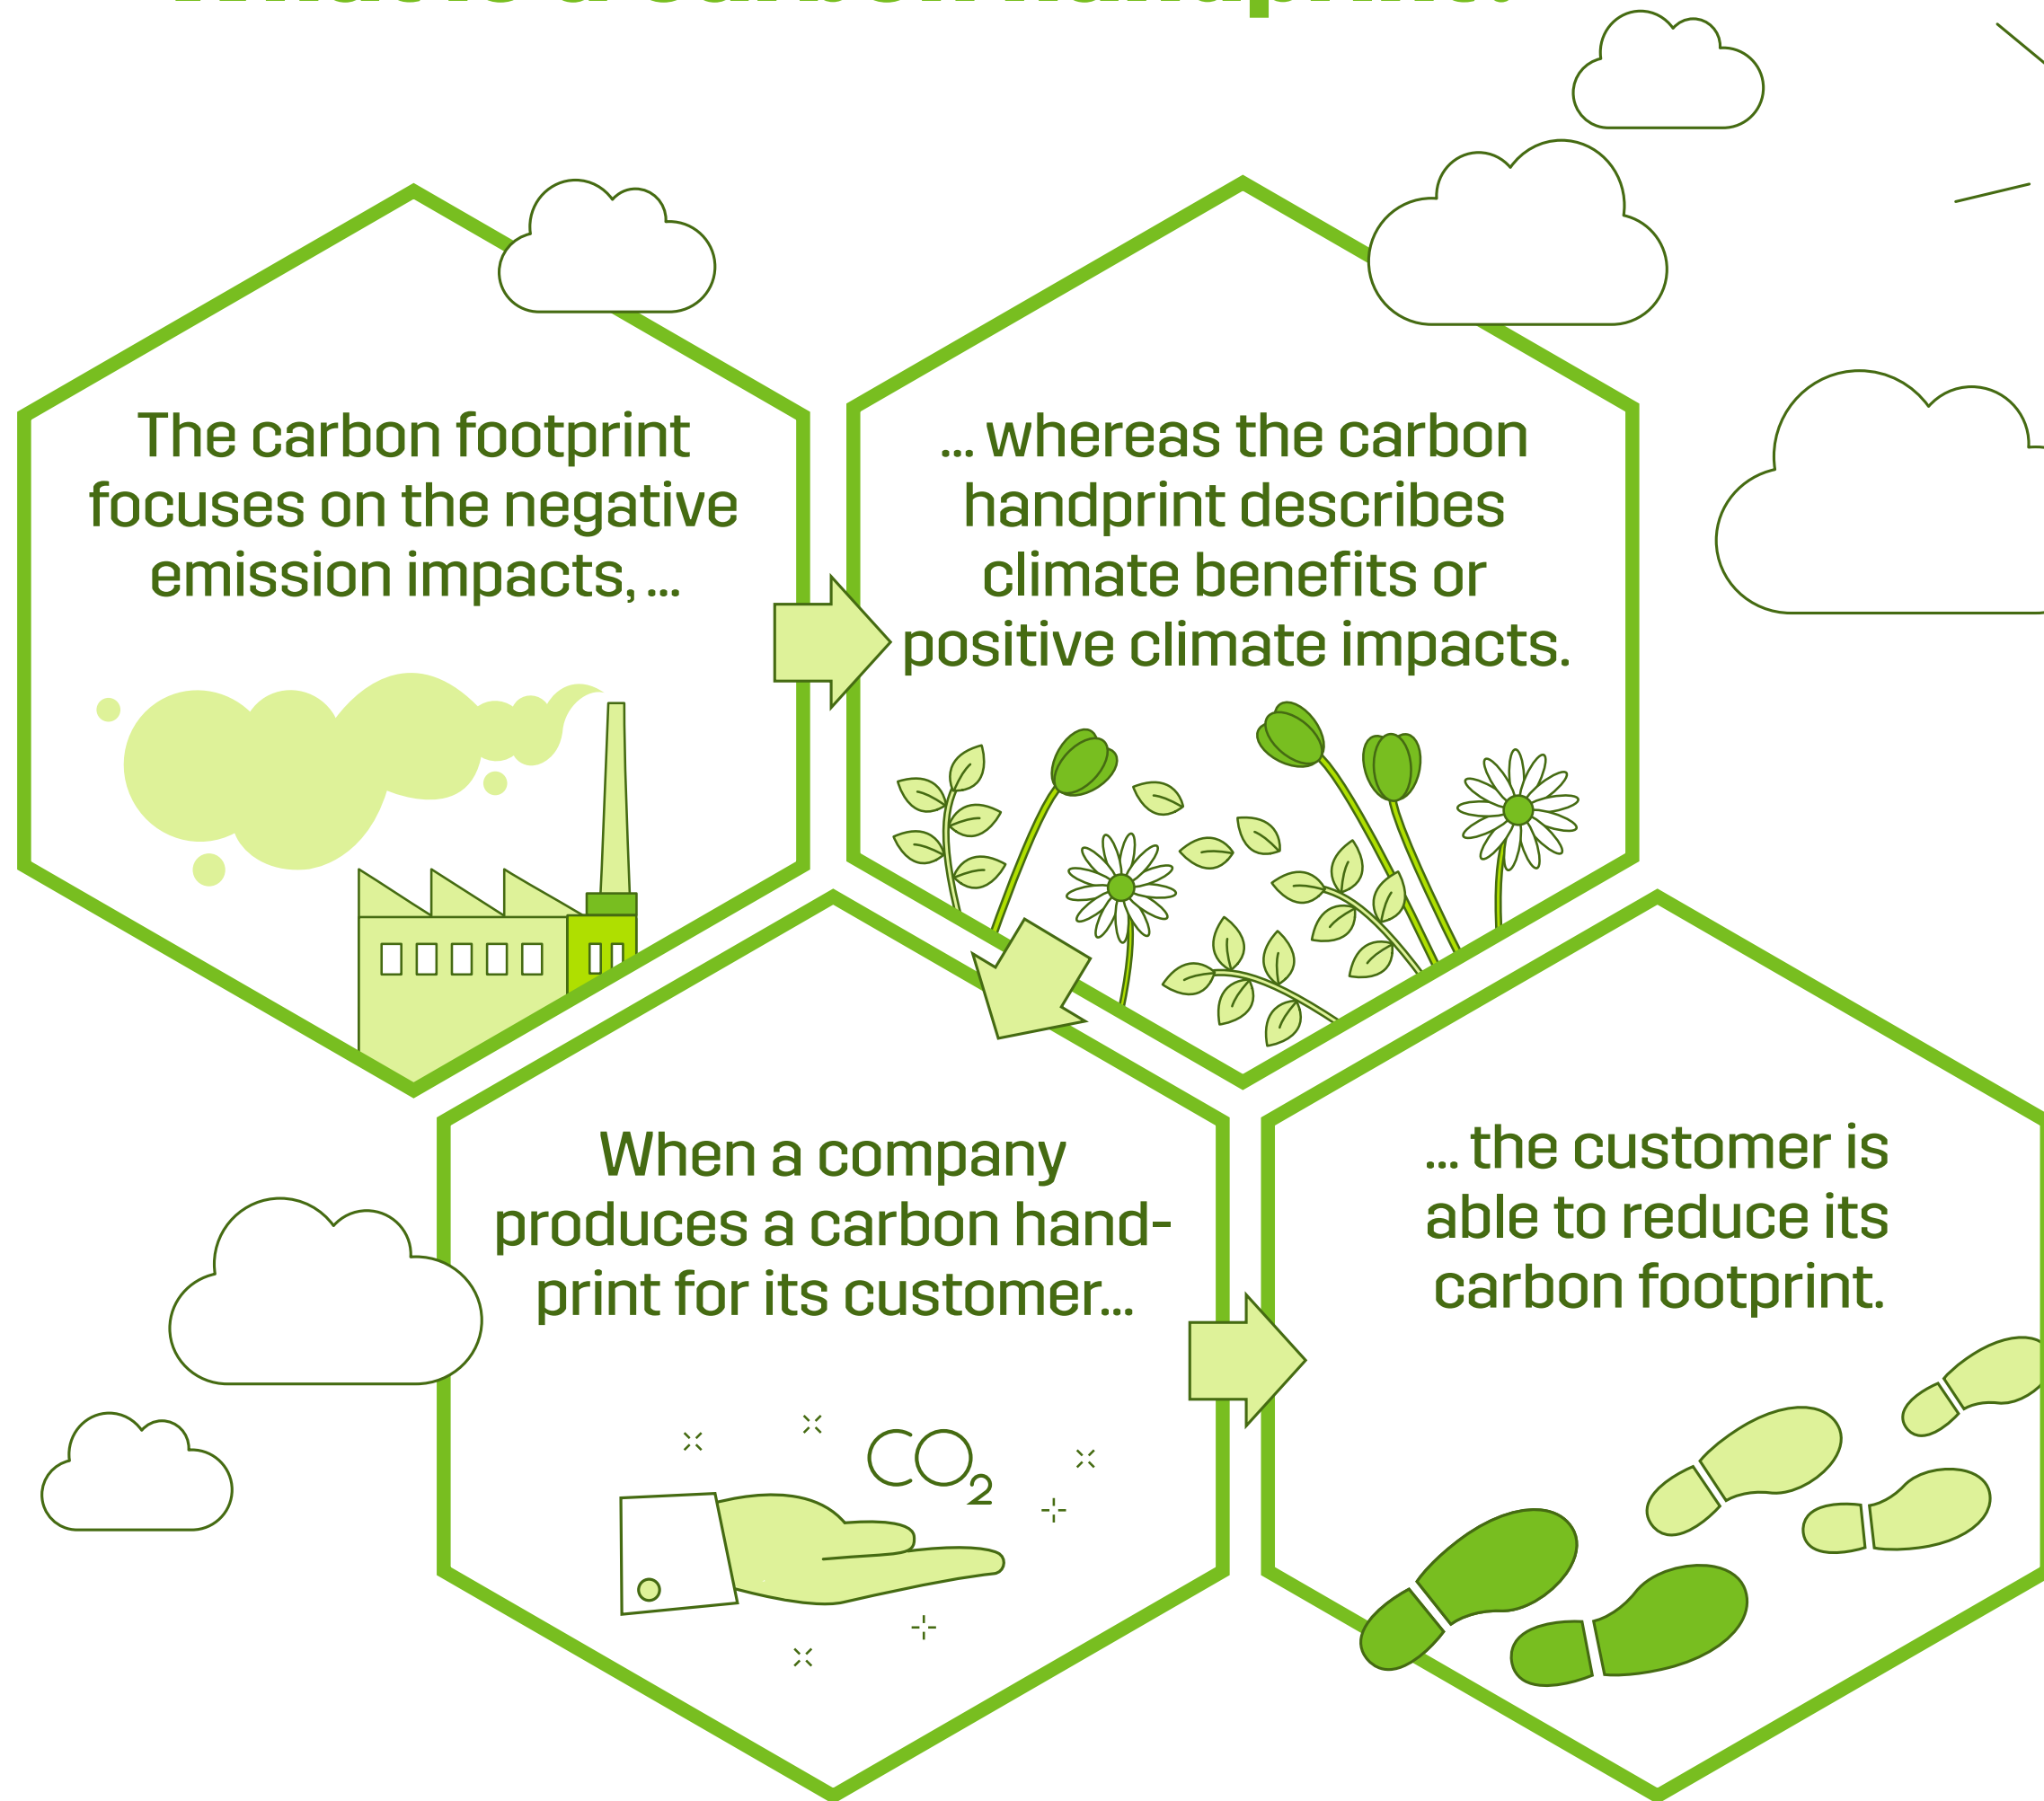 The carbon footprint
focuses on the negative
emission impacts, ...
...whereas the carbon
handprint describes
climate benefits or
positive climate impacts.
When a company
produces a carbon hand-
print for its customer...
...the customer is
able to reduce its
carbon footprint.
CO2